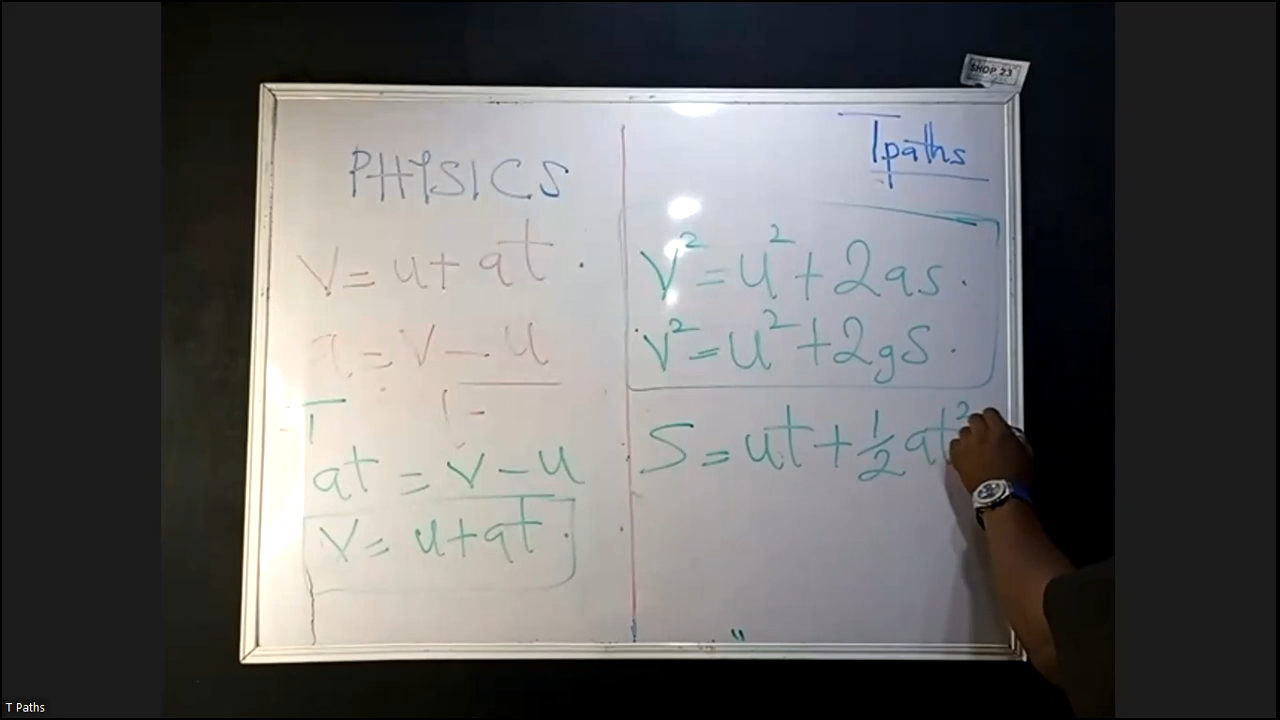 SHOP 23
Tpaths
PHYSICS
V = u + at .
a = V - u
T
at = V - u
V = u + at .
V² = u² + 2as .
V² = u² + 2gs .
S = ut + ½at²
T Paths